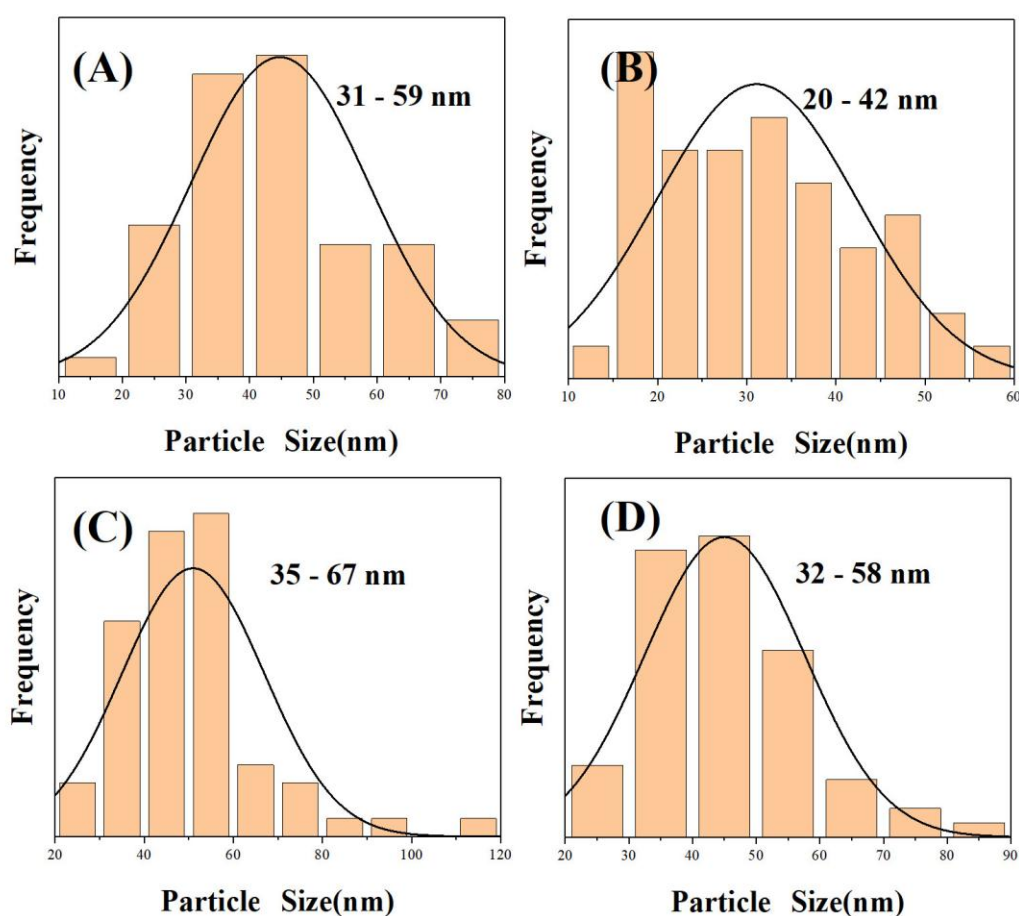 (A)
31 - 59 nm
Frequency
10 20 30 40 50 60 70 80
Particle Size(nm)
(B)
20 - 42 nm
Frequency
10 20 30 40 50 60
Particle Size(nm)
(C)
35 - 67 nm
Frequency
20 40 60 80 100 120
Particle Size(nm)
(D)
32 - 58 nm
Frequency
20 30 40 50 60 70 80 90
Particle Size(nm)